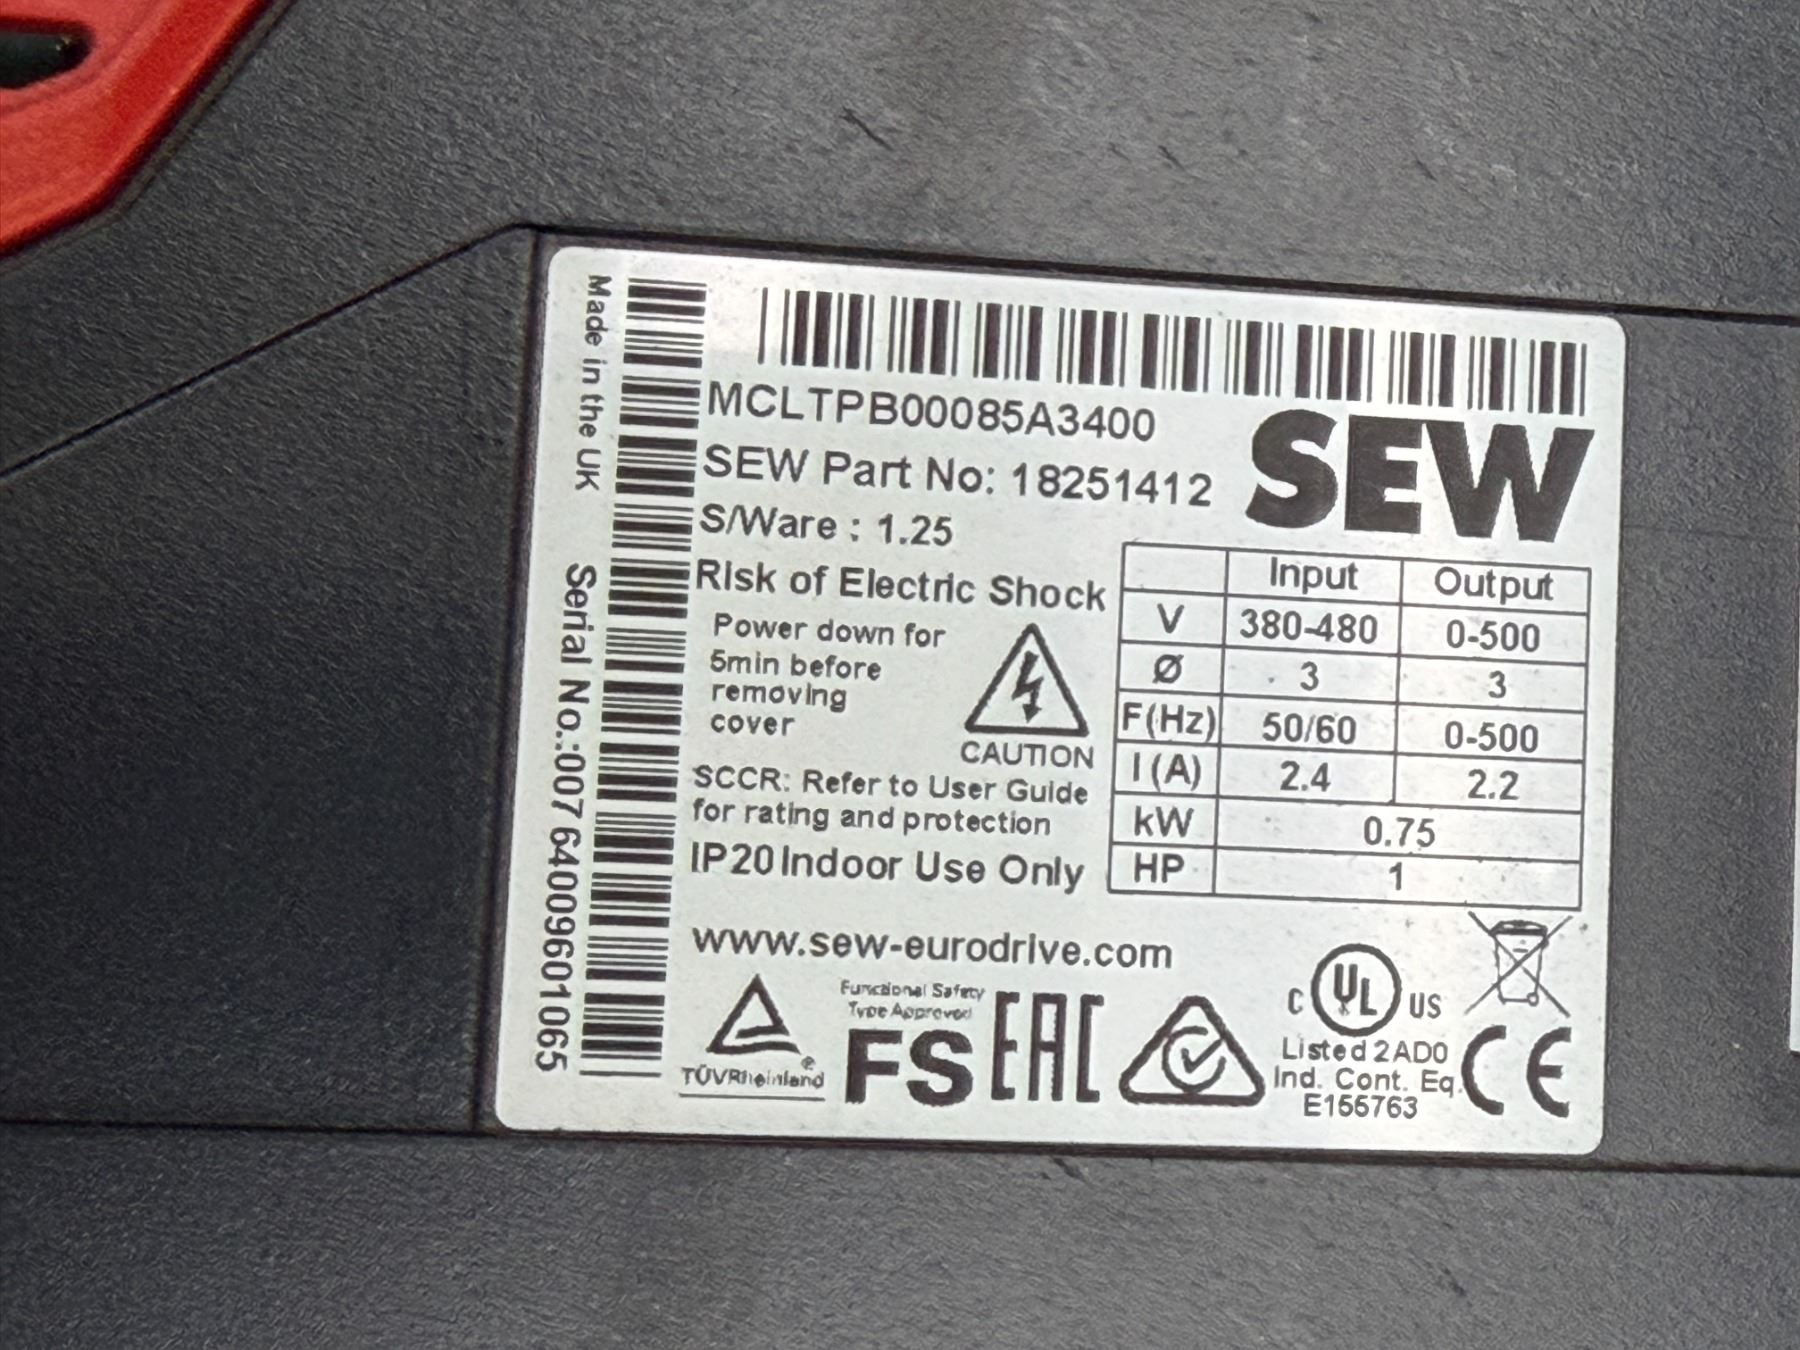 MCLTPB00085A3400
SEW
SEW Part No: 18251412
S/Ware : 1.25
Risk of Electric Shock
Power down for
5min before
removing
cover
CAUTION
SCCR: Refer to User Guide
for rating and protection
IP20 Indoor Use Only
Input Output
V 380-480 0-500
Ø 3 3
F(Hz) 50/60 0-500
I (A) 2.4 2.2
kW 0.75
HP 1
www.sew-eurodrive.com
TÜVRheinland ®
Functional Safety
Type Approved
FS
EAC
C UL US
Listed 2AD0
Ind. Cont. Eq.
E155763
CE
Made in the UK
Serial No.:007 64009601065